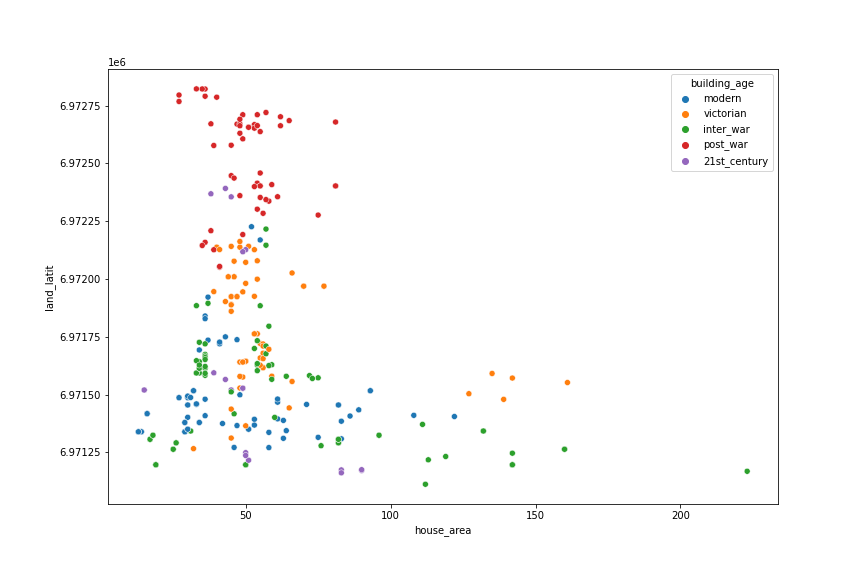 1e6
building_age
modern
victorian
inter_war
post_war
21st_century
6.97275
6.97250
6.97225
6.97200
6.97175
6.97150
6.97125
land_latit
50
100
150
200
house_area